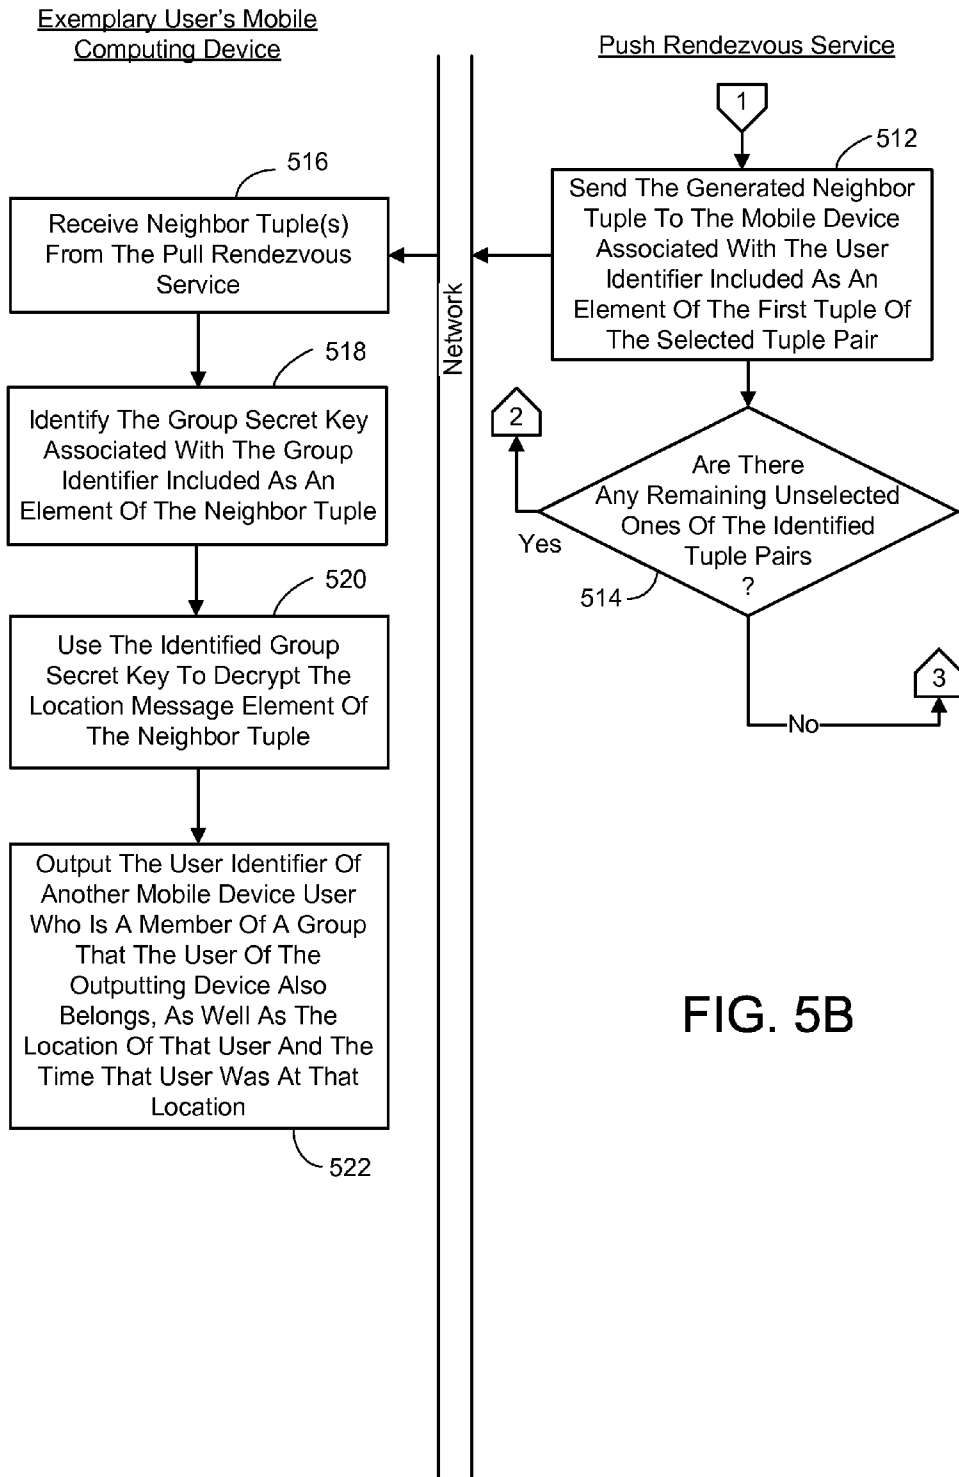 Exemplary User's Mobile
Computing Device
Push Rendezvous Service
1
512
Send The Generated Neighbor
Tuple To The Mobile Device
Associated With The User
Identifier Included As An
Element Of The First Tuple Of
The Selected Tuple Pair
516
Receive Neighbor Tuple(s)
From The Pull Rendezvous
Service
Network
518
Identify The Group Secret Key
Associated With The Group
Identifier Included As An
Element Of The Neighbor Tuple
2
Are There
Any Remaining Unselected
Ones Of The Identified
Tuple Pairs
?
Yes
514
520
Use The Identified Group
Secret Key To Decrypt The
Location Message Element Of
The Neighbor Tuple
3
No
Output The User Identifier Of
Another Mobile Device User
Who Is A Member Of A Group
That The User Of The
Outputting Device Also
Belongs, As Well As The
Location Of That User And The
Time That User Was At That
Location
522
FIG. 5B